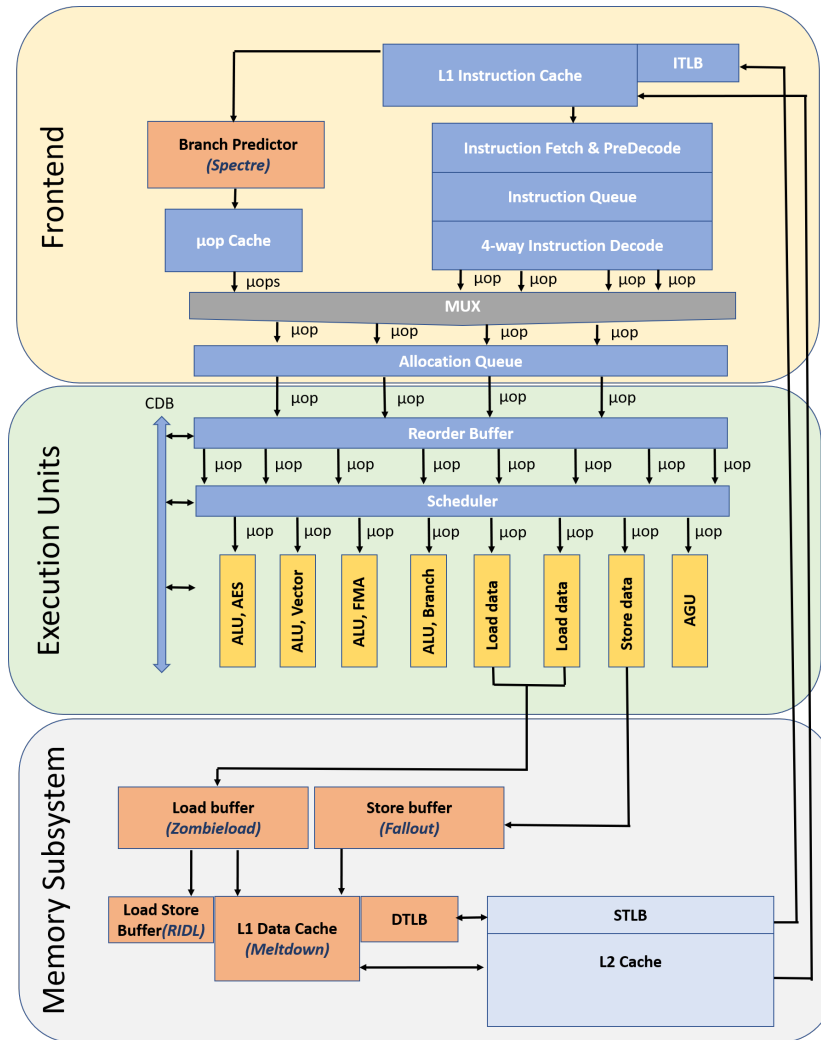 Frontend
L1 Instruction Cache
ITLB
Branch Predictor
(Spectre)
Instruction Fetch & PreDecode
Instruction Queue
4-way Instruction Decode
µop Cache
µops
µop
µop
µop
µop
MUX
µop
µop
µop
µop
Allocation Queue
µop
µop
µop
µop
Execution Units
CDB
Reorder Buffer
µop
µop
µop
µop
µop
µop
µop
µop
Scheduler
µop
µop
µop
µop
µop
µop
µop
µop
ALU, AES
ALU, Vector
ALU, FMA
ALU, Branch
Load data
Load data
Store data
AGU
Memory Subsystem
Load buffer
(Zombieload)
Store buffer
(Fallout)
Load Store
Buffer(RIDL)
L1 Data Cache
(Meltdown)
DTLB
STLB
L2 Cache